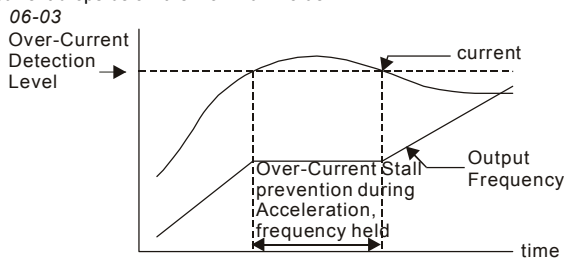 06-03
Over-Current
Detection
Level
current
Output
Frequency
Over-Current Stall
prevention during
Acceleration,
frequency held
time